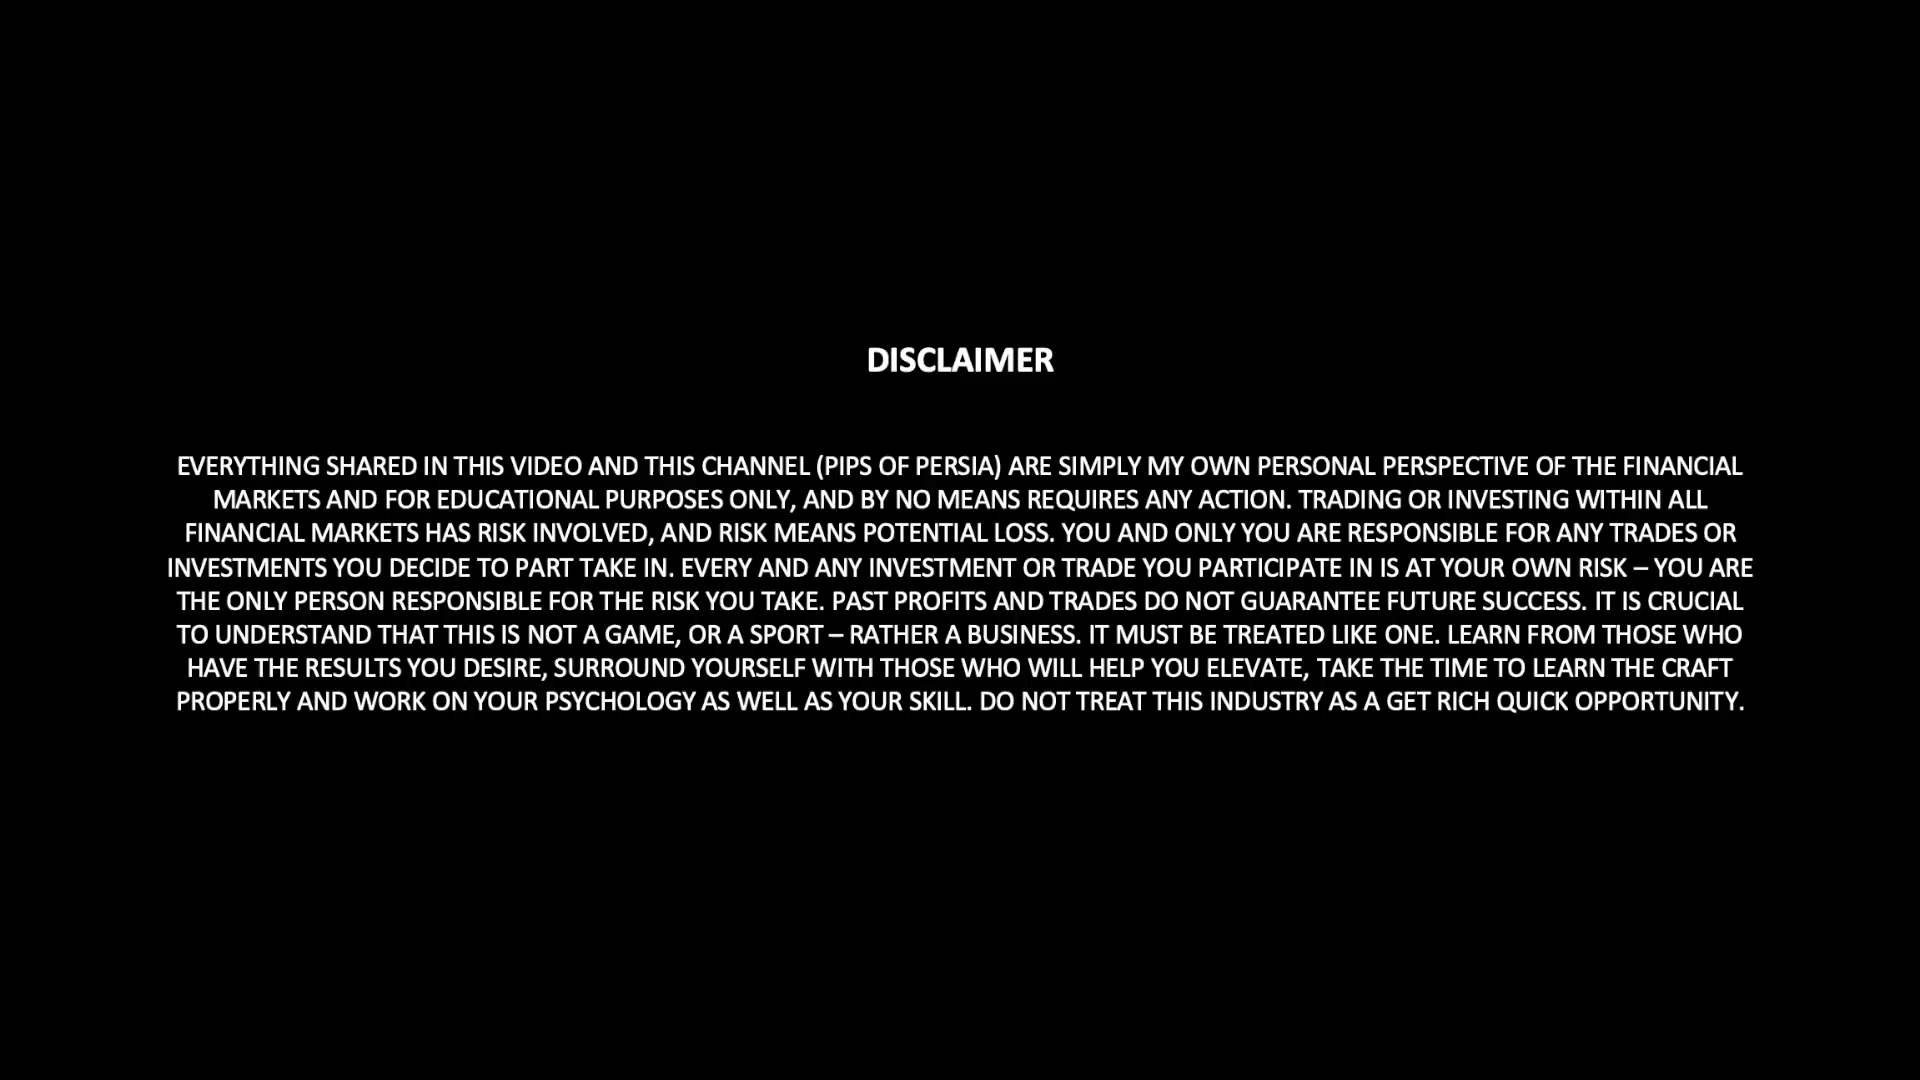 DISCLAIMER
EVERYTHING SHARED IN THIS VIDEO AND THIS CHANNEL (PIPS OF PERSIA) ARE SIMPLY MY OWN PERSONAL PERSPECTIVE OF THE FINANCIAL
MARKETS AND FOR EDUCATIONAL PURPOSES ONLY, AND BY NO MEANS REQUIRES ANY ACTION. TRADING OR INVESTING WITHIN ALL
FINANCIAL MARKETS HAS RISK INVOLVED, AND RISK MEANS POTENTIAL LOSS. YOU AND ONLY YOU ARE RESPONSIBLE FOR ANY TRADES OR
INVESTMENTS YOU DECIDE TO PART TAKE IN. EVERY AND ANY INVESTMENT OR TRADE YOU PARTICIPATE IN IS AT YOUR OWN RISK – YOU ARE
THE ONLY PERSON RESPONSIBLE FOR THE RISK YOU TAKE. PAST PROFITS AND TRADES DO NOT GUARANTEE FUTURE SUCCESS. IT IS CRUCIAL
TO UNDERSTAND THAT THIS IS NOT A GAME, OR A SPORT – RATHER A BUSINESS. IT MUST BE TREATED LIKE ONE. LEARN FROM THOSE WHO
HAVE THE RESULTS YOU DESIRE, SURROUND YOURSELF WITH THOSE WHO WILL HELP YOU ELEVATE, TAKE THE TIME TO LEARN THE CRAFT
PROPERLY AND WORK ON YOUR PSYCHOLOGY AS WELL AS YOUR SKILL. DO NOT TREAT THIS INDUSTRY AS A GET RICH QUICK OPPORTUNITY.